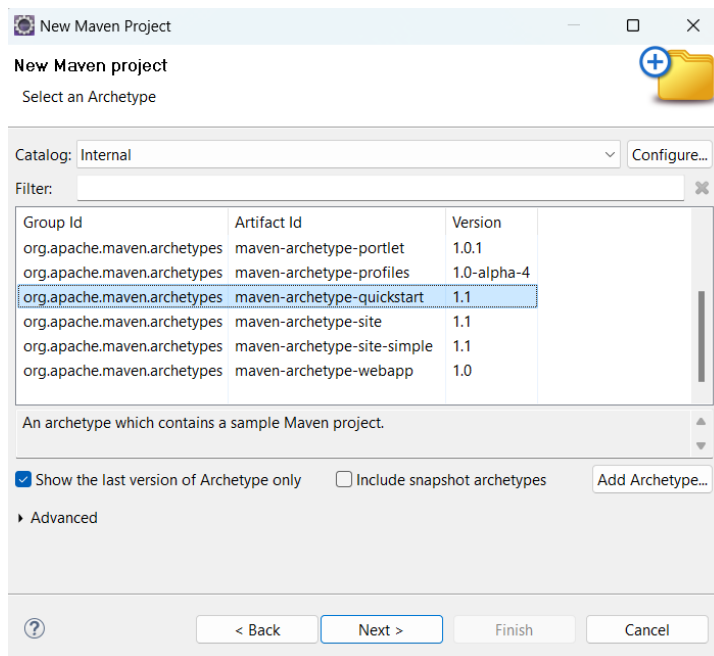 New Maven Project
New Maven project
Select an Archetype
Catalog: Internal Configure...
Filter:
Group Id Artifact Id Version
org.apache.maven.archetypes maven-archetype-portlet 1.0.1
org.apache.maven.archetypes maven-archetype-profiles 1.0-alpha-4
org.apache.maven.archetypes maven-archetype-quickstart 1.1
org.apache.maven.archetypes maven-archetype-site 1.1
org.apache.maven.archetypes maven-archetype-site-simple 1.1
org.apache.maven.archetypes maven-archetype-webapp 1.0
An archetype which contains a sample Maven project.
Show the last version of Archetype only Include snapshot archetypes Add Archetype...
Advanced
? < Back Next > Finish Cancel